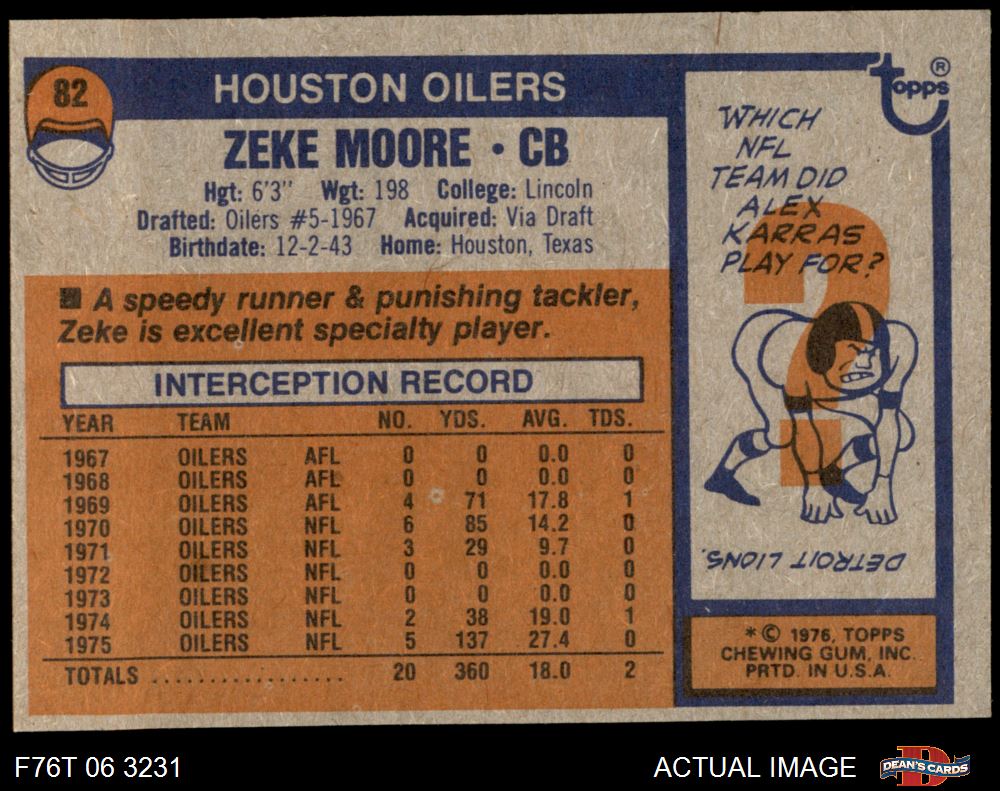 82
HOUSTON OILERS
ZEKE MOORE • CB
Hgt: 6'3" Wgt: 198 College: Lincoln
Drafted: Oilers #5-1967 Acquired: Via Draft
Birthdate: 12-2-43 Home: Houston, Texas
■ A speedy runner & punishing tackler,
Zeke is excellent specialty player.
INTERCEPTION RECORD
YEAR TEAM NO. YDS. AVG. TDS.
1967 OILERS AFL 0 0 0.0 0
1968 OILERS AFL 0 0 0.0 0
1969 OILERS AFL 4 71 17.8 1
1970 OILERS NFL 6 85 14.2 0
1971 OILERS NFL 3 29 9.7 0
1972 OILERS NFL 0 0 0.0 0
1973 OILERS NFL 0 0 0.0 0
1974 OILERS NFL 2 38 19.0 1
1975 OILERS NFL 5 137 27.4 0
TOTALS .................. 20 360 18.0 2
Topps ®
WHICH
NFL
TEAM DID
ALEX
KARRAS
PLAY FOR?
?
DETROIT LIONS.
* © 1976, TOPPS
CHEWING GUM, INC.
PRTD. IN U.S.A.
F76T 06 3231
ACTUAL IMAGE
D
DEAN'S CARDS